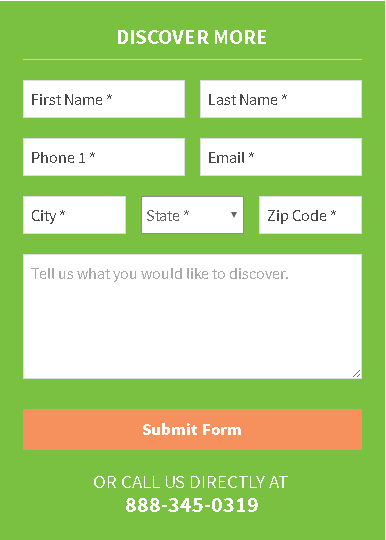 DISCOVER MORE
First Name * Last Name *
Phone 1 * Email *
City * State * Zip Code *
Tell us what you would like to discover.
Submit Form
OR CALL US DIRECTLY AT
888-345-0319